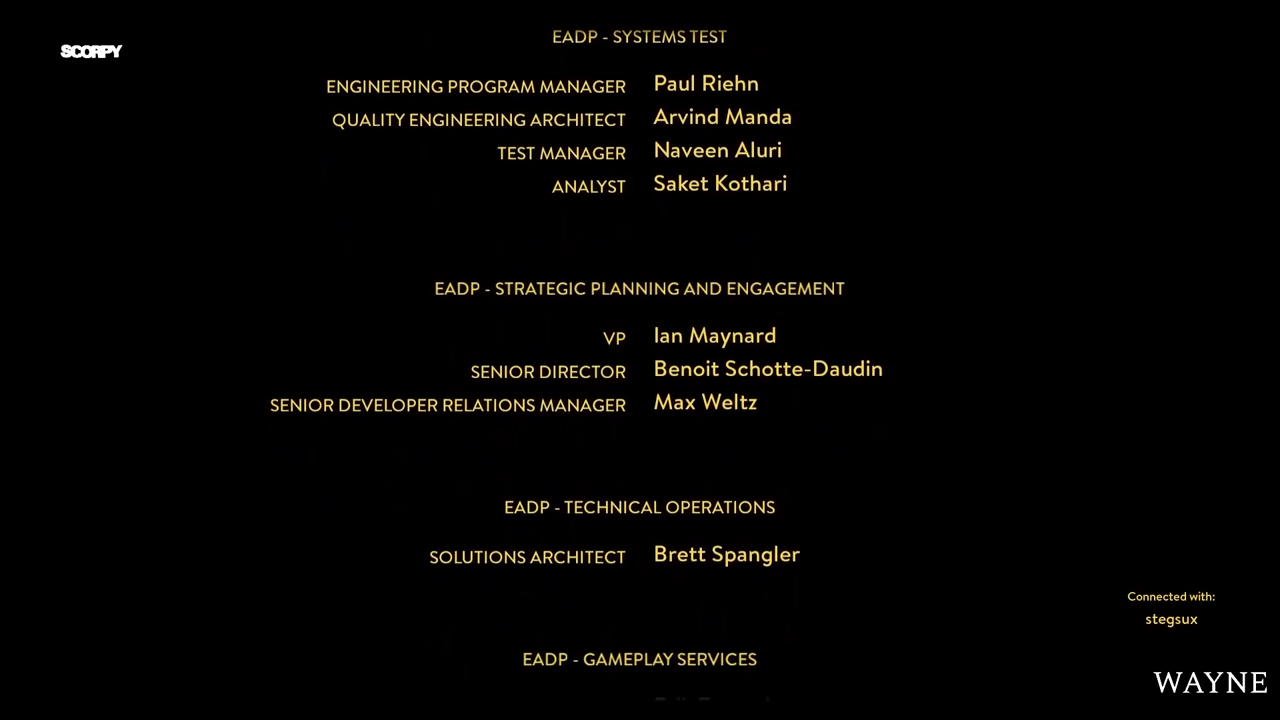 EADP - SYSTEMS TEST
SCORPY
ENGINEERING PROGRAM MANAGER Paul Riehn
QUALITY ENGINEERING ARCHITECT Arvind Manda
TEST MANAGER Naveen Aluri
ANALYST Saket Kothari
EADP - STRATEGIC PLANNING AND ENGAGEMENT
VP Ian Maynard
SENIOR DIRECTOR Benoit Schotte-Daudin
SENIOR DEVELOPER RELATIONS MANAGER Max Weltz
EADP - TECHNICAL OPERATIONS
SOLUTIONS ARCHITECT Brett Spangler
Connected with:
stegsux
EADP - GAMEPLAY SERVICES
WAYNE